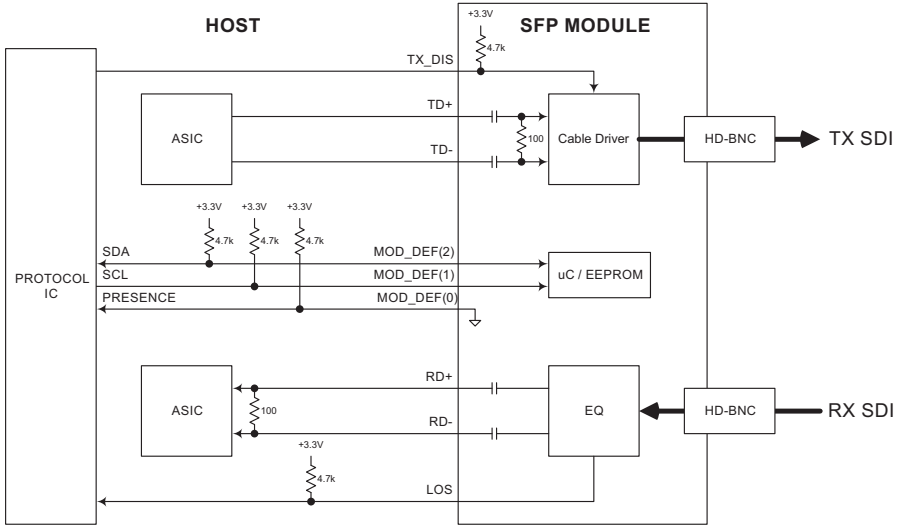 HOST
SFP MODULE
+3.3V
4.7k
TX_DIS
TD+
ASIC
100
Cable Driver
HD-BNC
TX SDI
TD-
+3.3V
+3.3V
+3.3V
4.7k
4.7k
4.7k
SDA
MOD_DEF(2)
PROTOCOL
IC
SCL
MOD_DEF(1)
uC / EEPROM
PRESENCE
MOD_DEF(0)
RD+
ASIC
100
EQ
HD-BNC
RX SDI
RD-
+3.3V
4.7k
LOS